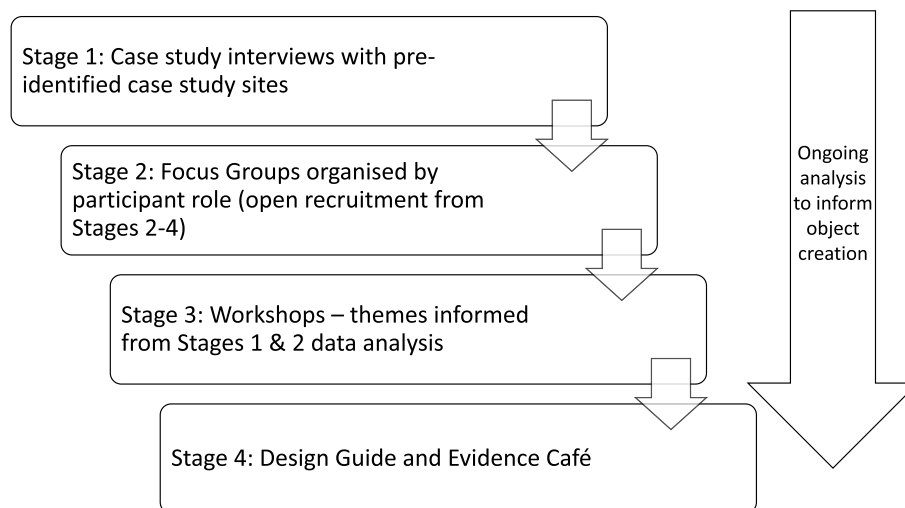 Stage 1: Case study interviews with pre-
identified case study sites
Stage 2: Focus Groups organised by
participant role (open recruitment from
Stages 2-4)
Stage 3: Workshops – themes informed
from Stages 1 & 2 data analysis
Stage 4: Design Guide and Evidence Café
Ongoing
analysis
to inform
object
creation